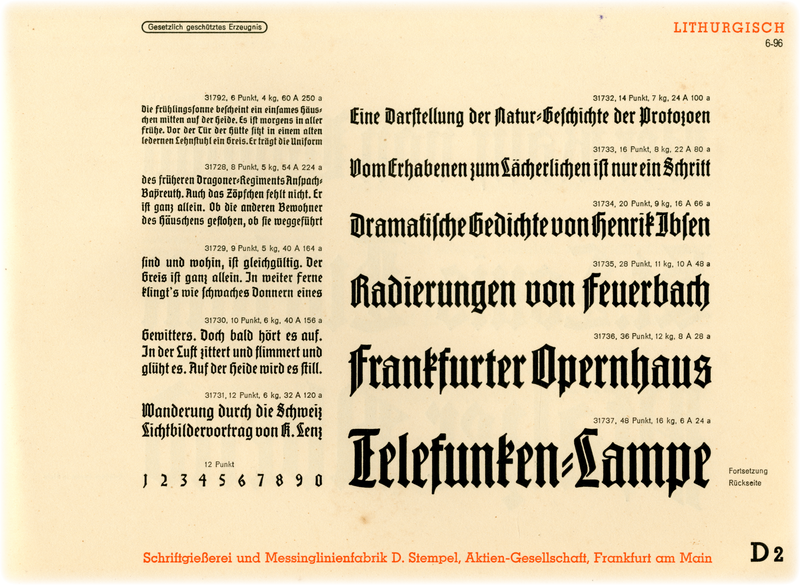 Gesetzlich geschütztes Erzeugnis
LITHURGISCH
6-96
31792, 6 Punkt, 4 kg, 60 A 250 a
Die Frühlingssonne bescheint ein einsames Häus-
chen mitten auf der Heide. Es ist morgens in aller
Frühe. Vor der Tür der Hütte sitzt in einem alten
ledernen Lehnstuhl ein Greis. Er trägt die Uniform
31728, 8 Punkt, 5 kg, 54 A 224 a
des früheren Dragoner-Regiments Anspach-
Bayreuth. Auch das Zöpfchen fehlt nicht. Er
ist ganz allein. Ob die anderen Bewohner
des Häuschens geflohen, ob sie weggeführt
31729, 9 Punkt, 5 kg, 40 A 164 a
sind und wohin, ist gleichgültig. Der
Greis ist ganz allein. In weiter Ferne
klingt's wie schwaches Donnern eines
31730, 10 Punkt, 6 kg, 40 A 156 a
Gewitters. Doch bald hört es auf.
In der Luft zittert und flimmert und
glüht es. Auf der Heide wird es still.
31731, 12 Punkt, 6 kg, 32 A 120 a
Wanderung durch die Schweiz
Lichtbildervortrag von K. Lenz
12 Punkt
1 2 3 4 5 6 7 8 9 0
31732, 14 Punkt, 7 kg, 24 A 100 a
Eine Darstellung der Natur-Geschichte der Protozoen
31733, 16 Punkt, 8 kg, 22 A 80 a
Vom Erhabenen zum Lächerlichen ist nur ein Schritt
31734, 20 Punkt, 9 kg, 16 A 66 a
Dramatische Gedichte von Henrik Ibsen
31735, 28 Punkt, 11 kg, 10 A 48 a
Radierungen von Feuerbach
31736, 36 Punkt, 12 kg, 8 A 28 a
Frankfurter Opernhaus
31737, 48 Punkt, 16 kg, 6 A 24 a
Telefunken-Lampe
Fortsetzung
Rückseite
Schriftgießerei und Messinglinienfabrik D. Stempel, Aktien-Gesellschaft, Frankfurt am Main
D 2